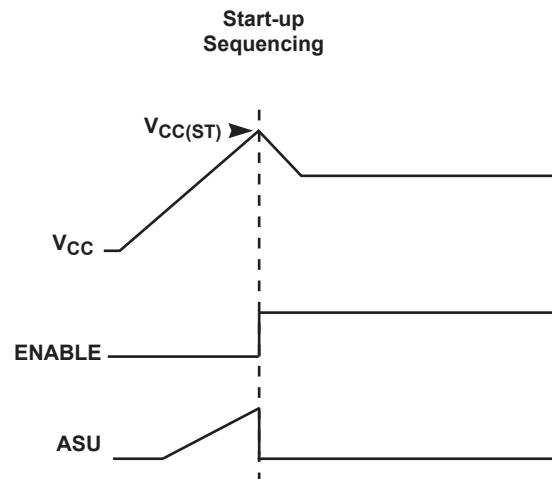 Start-up
Sequencing
VCC(ST)
VCC
ENABLE
ASU